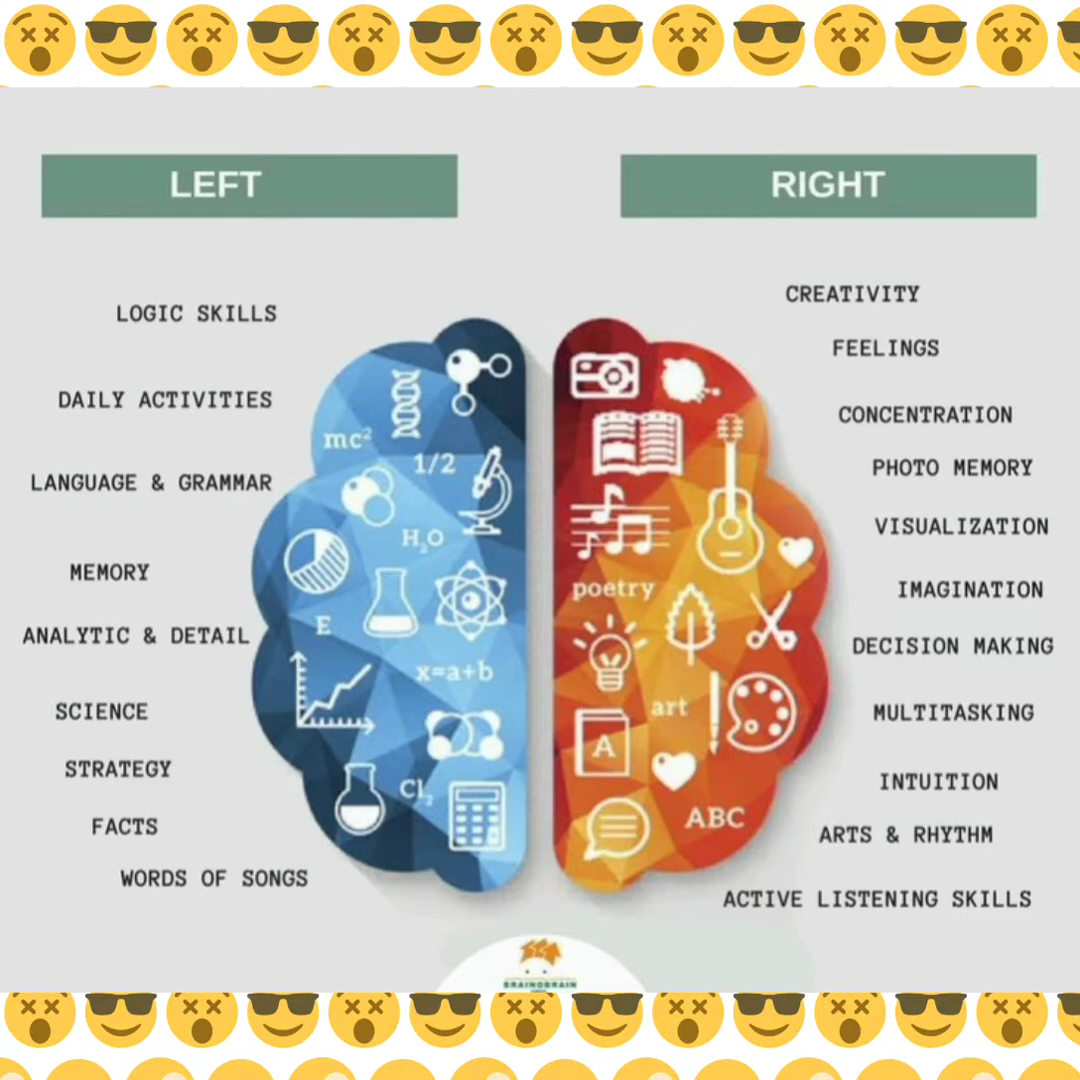 LEFT
LOGIC SKILLS
DAILY ACTIVITIES
LANGUAGE & GRAMMAR
MEMORY
ANALYTIC & DETAIL
SCIENCE
STRATEGY
FACTS
WORDS OF SONGS
mc²
1/2
H₂O
E
x=a+b
Cl₂
RIGHT
CREATIVITY
FEELINGS
CONCENTRATION
PHOTO MEMORY
VISUALIZATION
IMAGINATION
DECISION MAKING
MULTITASKING
INTUITION
ARTS & RHYTHM
ACTIVE LISTENING SKILLS
poetry
art
A
ABC
BRAINOBRAIN